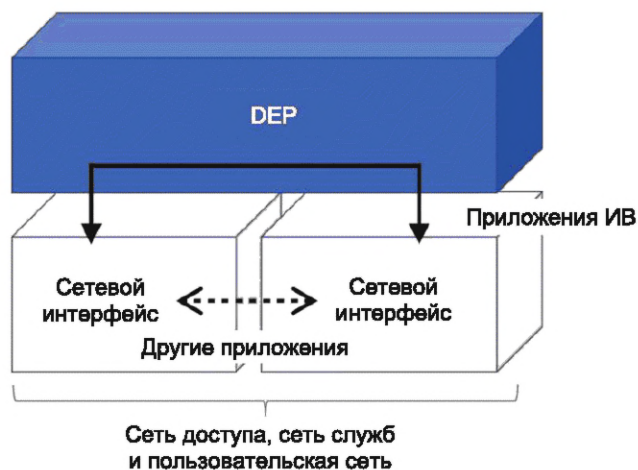 DEP
Приложения ИВ
Сетевой
интерфейс
Сетевой
интерфейс
Другие приложения
Сеть доступа, сеть служб
и пользовательская сеть